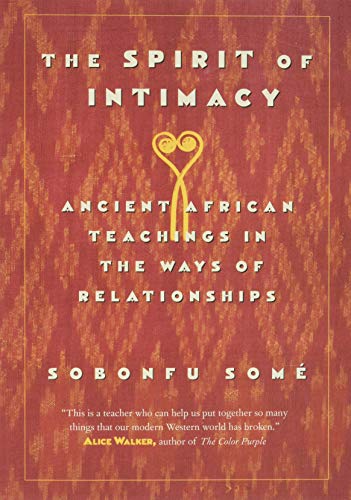 THE SPIRIT OF
INTIMACY
ANCIENT AFRICAN
TEACHINGS IN
THE WAYS OF
RELATIONSHIPS
SOBONFU SOMÉ
"This is a teacher who can help us put together so many
things that our modern Western world has broken."
ALICE WALKER, author of The Color Purple